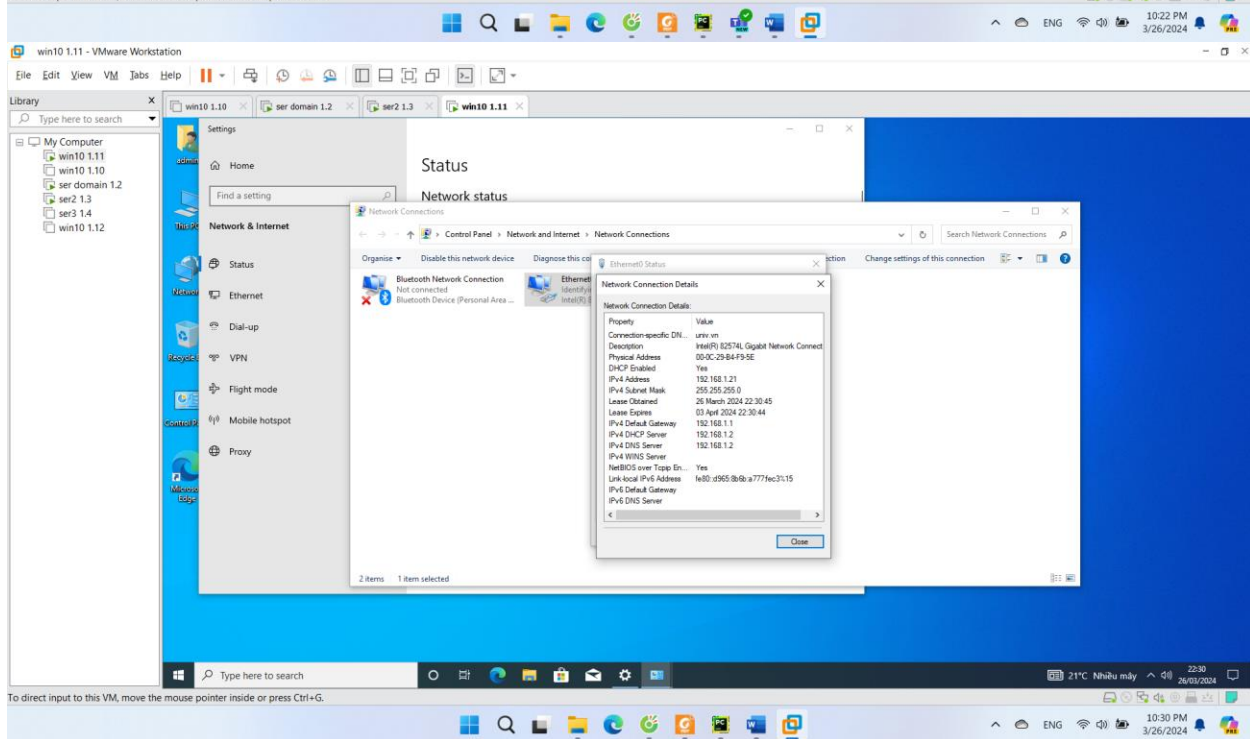 ENG
10:22 PM
3/26/2024
win10 1.11 - VMware Workstation
File Edit View VM Tabs Help
Library X
Type here to search
My Computer
win10 1.11
win10 1.10
ser domain 1.2
ser2 1.3
ser3 1.4
win10 1.12
win10 1.10 ser domain 1.2 ser2 1.3 win10 1.11
Settings
Home
Find a setting
Network & Internet
Status
Ethernet
Dial-up
VPN
Flight mode
Mobile hotspot
Proxy
Status
Network status
Network Connections
Control Panel > Network and Internet > Network Connections
Search Network Connections
Organise Disable this network device Diagnose this co ction Change settings of this connection
Bluetooth Network Connection
Not connected
Bluetooth Device (Personal Area ...
Ethernet
Identifyi
Intel(R) 8
Ethernet0 Status
Network Connection Details
Network Connection Details:
Property Value
Connection-specific DN... univ.vn
Description Intel(R) 82574L Gigabit Network Connect
Physical Address 00-0C-29-B4-F9-5E
DHCP Enabled Yes
IPv4 Address 192.168.1.21
IPv4 Subnet Mask 255.255.255.0
Lease Obtained 26 March 2024 22:30:45
Lease Expires 03 April 2024 22:30:44
IPv4 Default Gateway 192.168.1.1
IPv4 DHCP Server 192.168.1.2
IPv4 DNS Server 192.168.1.2
IPv4 WINS Server
NetBIOS over Tcpip En... Yes
Link-local IPv6 Address fe80::d965:8b6b:a777:fec3%15
IPv6 Default Gateway
IPv6 DNS Server
Close
2 items 1 item selected
Microso
Edge
Type here to search
21°C Nhiều mây
22:30
26/03/2024
To direct input to this VM, move the mouse pointer inside or press Ctrl+G.
ENG
10:30 PM
3/26/2024